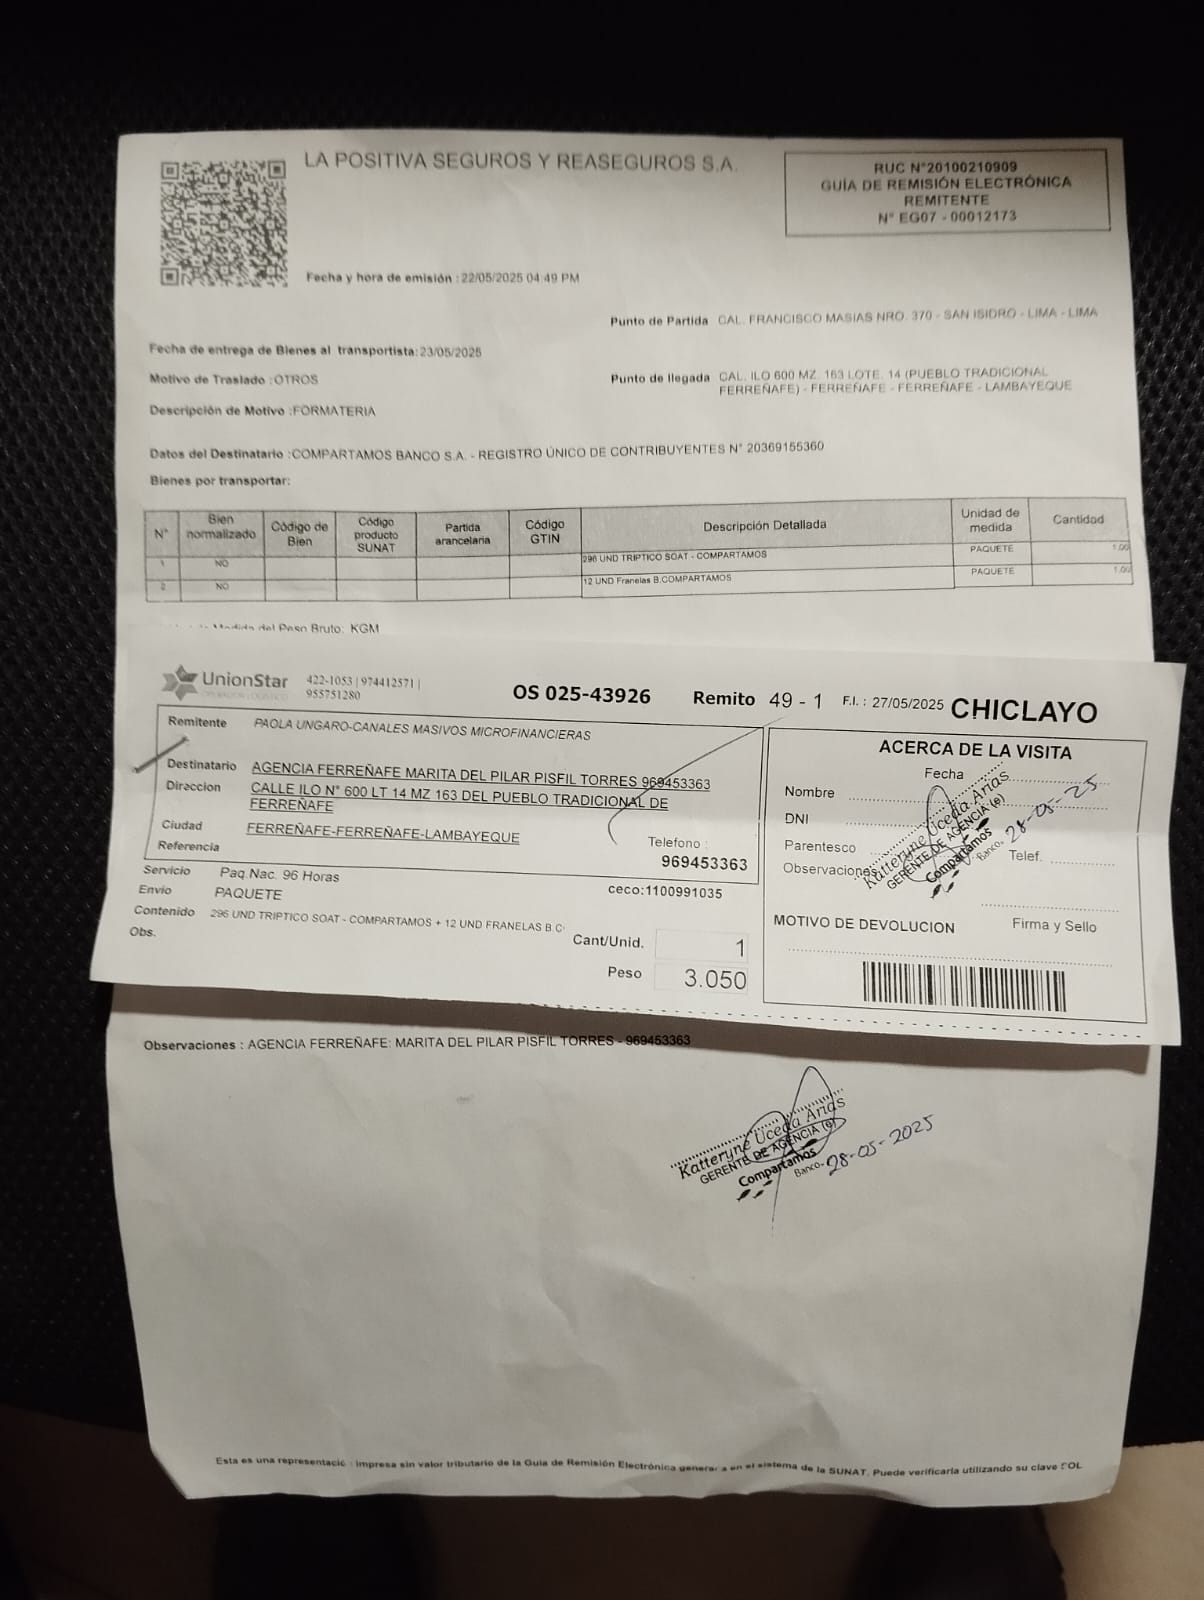 LA POSITIVA SEGUROS Y REASEGUROS S.A.
RUC N°20100210909
GUÍA DE REMISIÓN ELECTRÓNICA
REMITENTE
N° EG07 - 00012173
Fecha y hora de emisión : 22/05/2025 04:49 PM
Punto de Partida CAL. FRANCISCO MASIAS NRO. 370 - SAN ISIDRO - LIMA - LIMA
Fecha de entrega de Bienes al transportista: 23/05/2025
Motivo de Traslado :OTROS
Punto de llegada CAL. ILO 600 MZ. 163 LOTE. 14 (PUEBLO TRADICIONAL
FERREÑAFE) - FERREÑAFE - FERREÑAFE - LAMBAYEQUE
Descripción de Motivo :FORMATERIA
Datos del Destinatario :COMPARTAMOS BANCO S.A. - REGISTRO ÚNICO DE CONTRIBUYENTES N° 20369155360
Bienes por transportar:
N° Bien normalizado Código de Bien Código producto SUNAT Partida arancelaria Código GTIN Descripción Detallada Unidad de medida Cantidad
1 NO 296 UND TRIPTICO SOAT - COMPARTAMOS PAQUETE 1.00
2 NO 12 UND Franelas B.COMPARTAMOS PAQUETE 1.00
Medida del Peso Bruto: KGM
UnionStar
OPERADOR LOGISTICO
422-1053 | 974412571 |
955751280
OS 025-43926 Remito 49 - 1 F.I. : 27/05/2025 CHICLAYO
Remitente PAOLA UNGARO-CANALES MASIVOS MICROFINANCIERAS
Destinatario AGENCIA FERREÑAFE MARITA DEL PILAR PISFIL TORRES 969453363
Direccion CALLE ILO N° 600 LT 14 MZ 163 DEL PUEBLO TRADICIONAL DE
FERREÑAFE
Ciudad FERREÑAFE-FERREÑAFE-LAMBAYEQUE
Referencia
Telefono :
969453363
Servicio Paq.Nac. 96 Horas
Envio PAQUETE
ceco:1100991035
Contenido 296 UND TRIPTICO SOAT - COMPARTAMOS + 12 UND FRANELAS B.C
Obs.
Cant/Unid. 1
Peso 3.050
ACERCA DE LA VISITA
Fecha
Nombre
DNI
Parentesco
Observaciones
Telef.
Katteryne Uceda Arias
GERENTE DE AGENCIA (e)
Compartamos
Banco
28-05-25
MOTIVO DE DEVOLUCION Firma y Sello
Observaciones : AGENCIA FERREÑAFE: MARITA DEL PILAR PISFIL TORRES - 969453363
Katteryne Uceda Arias
GERENTE DE AGENCIA (e)
Compartamos
Banco
28-05-2025
Esta es una representació impresa sin valor tributario de la Guía de Remisión Electrónica generada en el sistema de la SUNAT. Puede verificarla utilizando su clave SOL